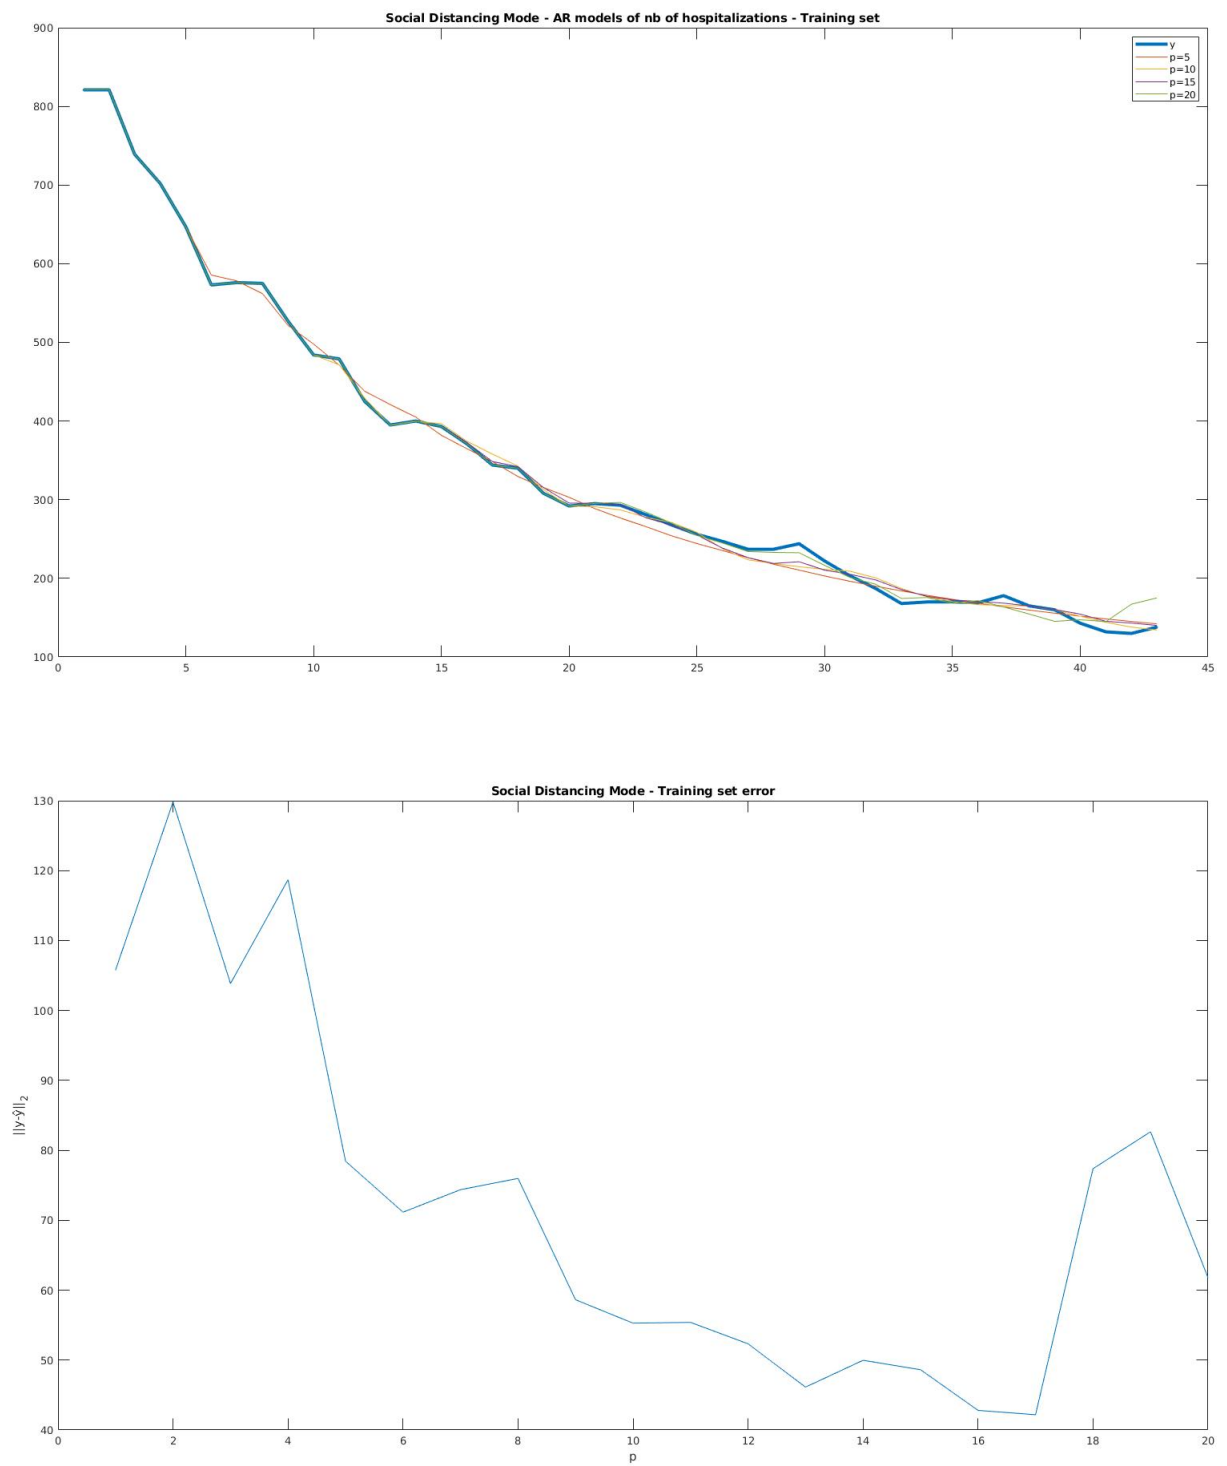 Social Distancing Mode - AR models of nb of hospitalizations - Training set
900
800
700
600
500
400
300
200
100
0 5 10 15 20 25 30 35 40 45
y
p=5
p=10
p=15
p=20
Social Distancing Mode - Training set error
130
120
110
100
90
80
70
60
50
40
||y-ŷ||₂
0 2 4 6 8 10 12 14 16 18 20
p